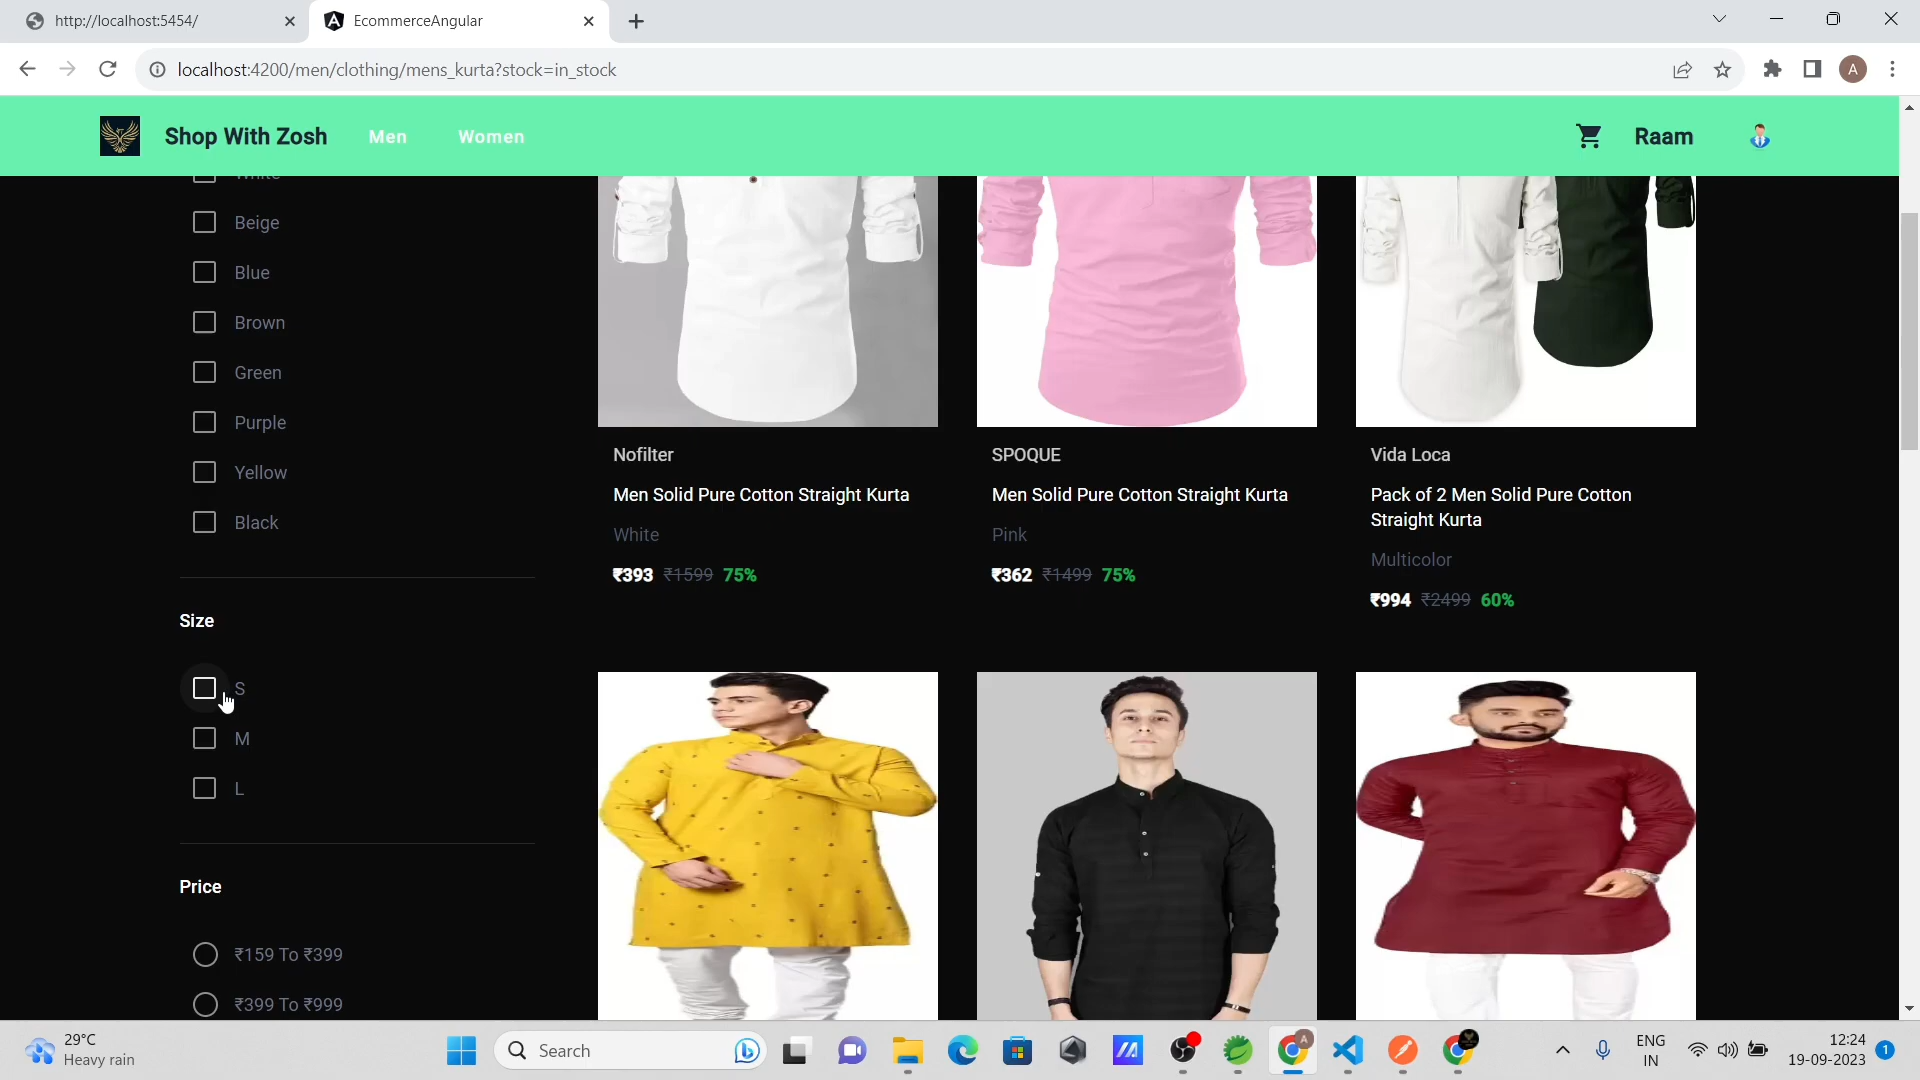 http://localhost:5454/
EcommerceAngular
localhost:4200/men/clothing/mens_kurta?stock=in_stock
A
Shop With Zosh
Men
Women
Raam
White
Beige
Blue
Brown
Green
Purple
Yellow
Black
Size
S
M
L
Price
₹159 To ₹399
₹399 To ₹999
Nofilter
Men Solid Pure Cotton Straight Kurta
White
₹393 ₹1599 75%
SPOQUE
Men Solid Pure Cotton Straight Kurta
Pink
₹362 ₹1499 75%
Vida Loca
Pack of 2 Men Solid Pure Cotton
Straight Kurta
Multicolor
₹994 ₹2499 60%
29°C
Heavy rain
Search
A
ENG
IN
12:24
19-09-2023
1